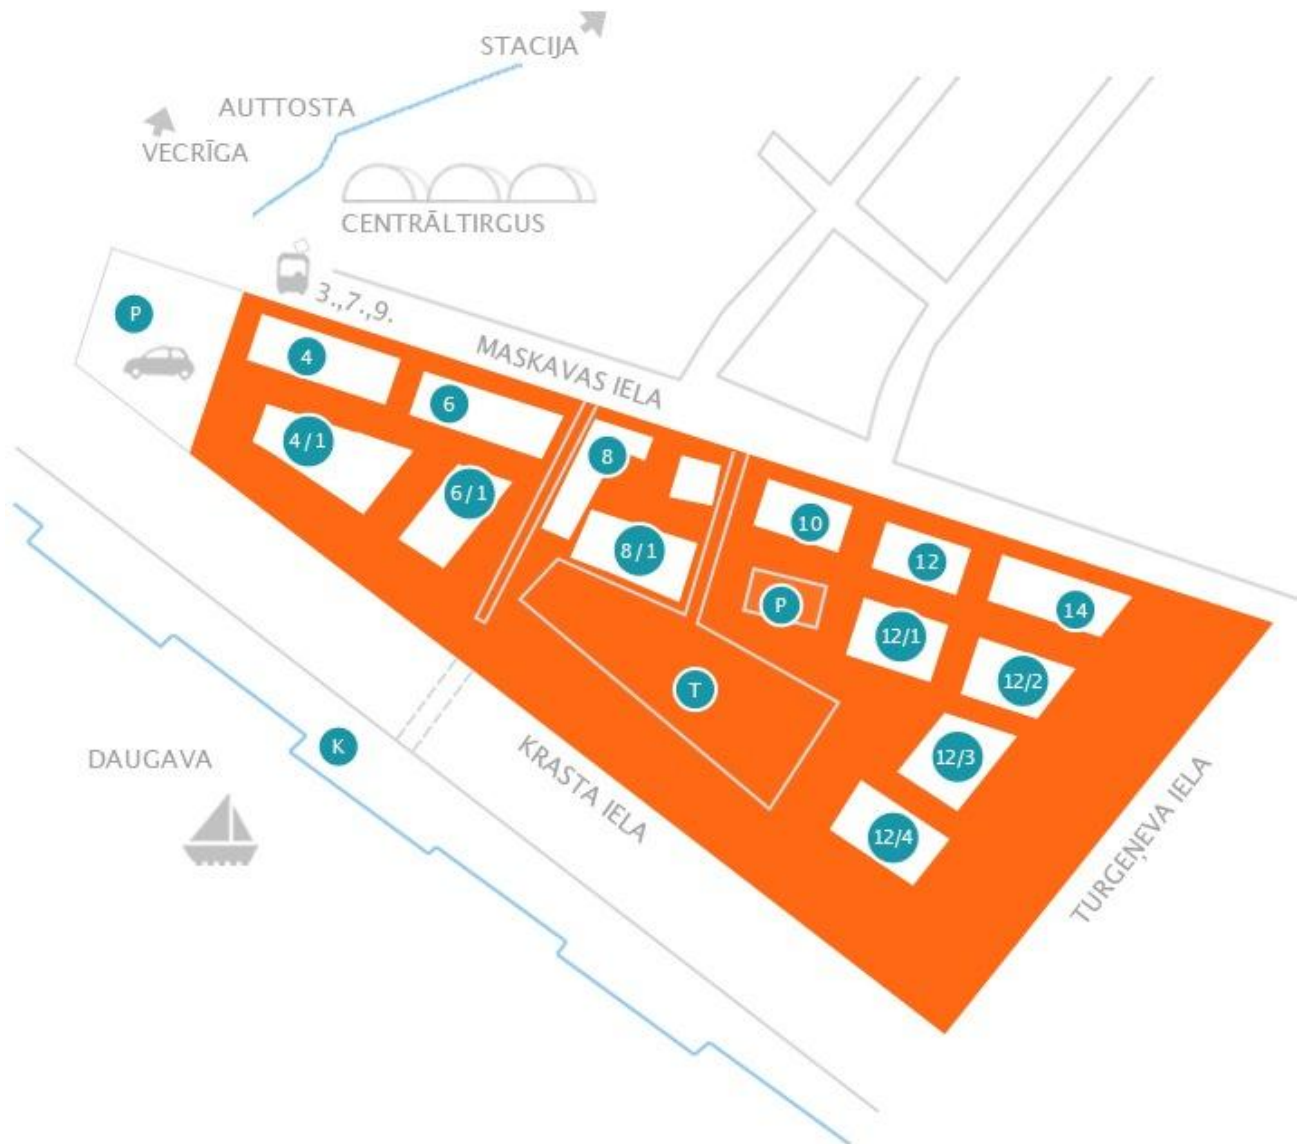 STACIJA
AUTTOSTA
VECRĪGA
CENTRĀLTIRGUS
3.,7.,9.
P
MASKAVAS IELA
4
6
4/1
8
6/1
10
8/1
12
P
14
12/1
12/2
T
K
12/3
DAUGAVA
KRASTA IELA
12/4
TURGEŅEVA IELA